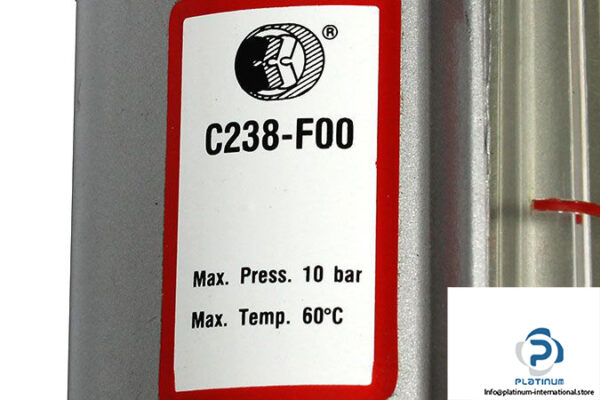 ®
C238-F00
Max. Press. 10 bar
Max. Temp. 60°C
PLATINUM
Info@platinum-international.store